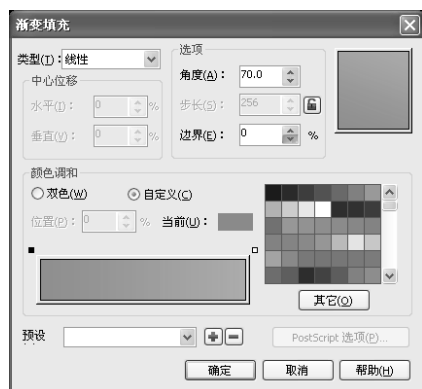 渐变填充
类型(T)：线性
选项
角度(A)： 70.0
中心位移
水平(I)： 0 %
步长(S)： 256
垂直(V)： 0 %
边界(E)： 0 %
颜色调和
双色(W) 自定义(C)
位置(P)： 0 % 当前(U)：
其它(O)
预设
PostScript 选项(P)...
确定 取消 帮助(H)